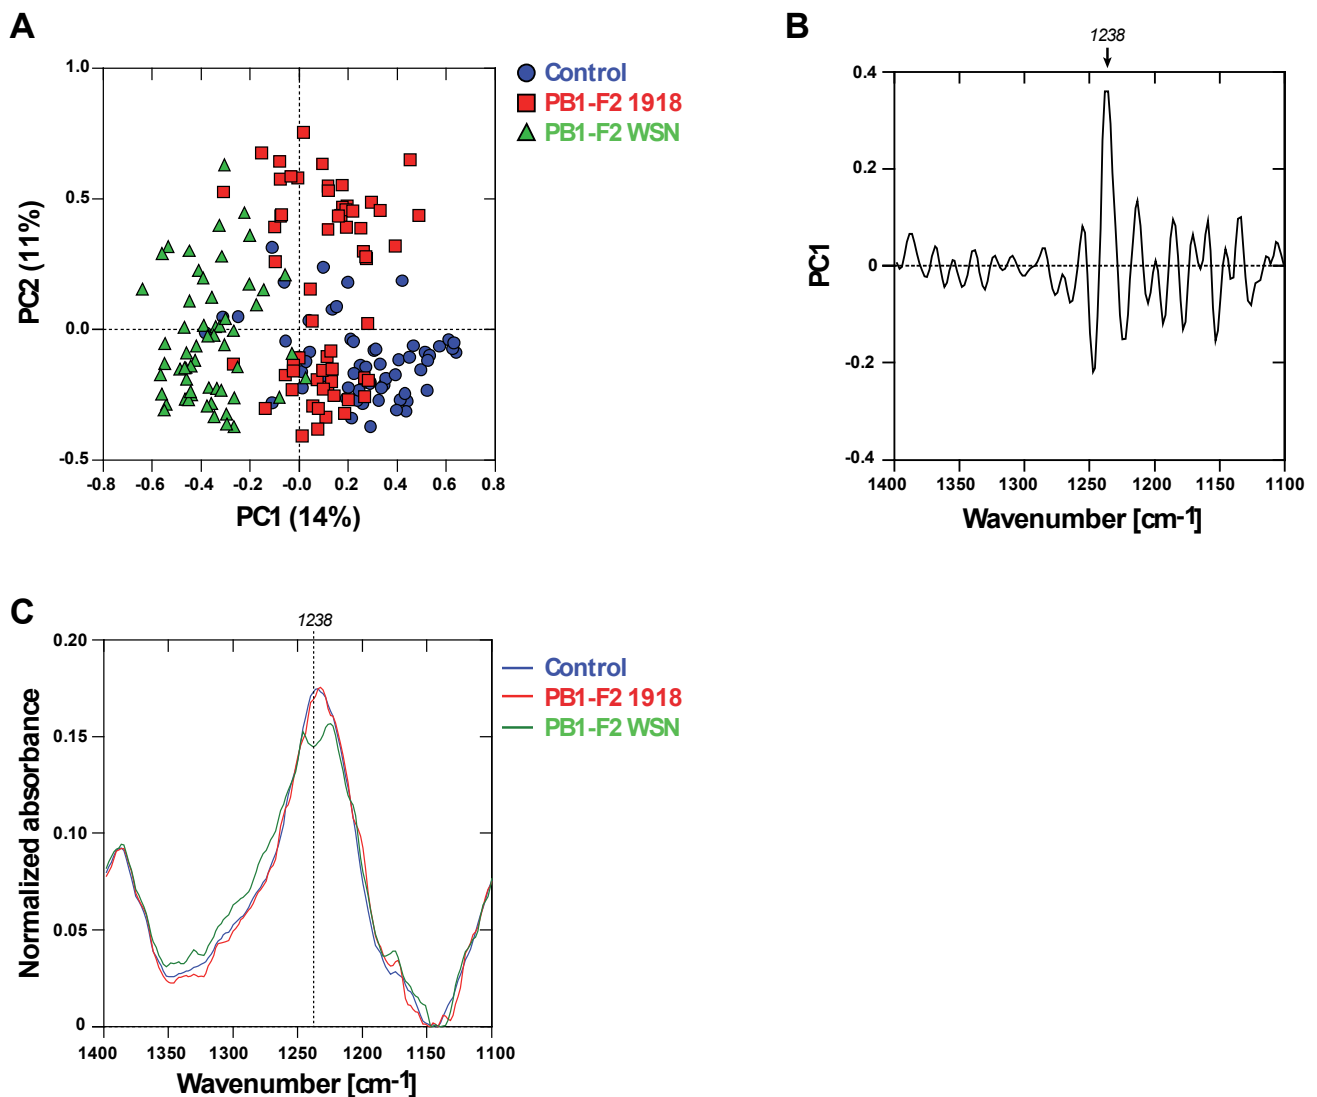 A
1.0
0.5
0.0
-0.5
-0.8 -0.6 -0.4 -0.2 -0.0 0.2 0.4 0.6 0.8
PC2 (11%)
PC1 (14%)
Control
PB1-F2 1918
PB1-F2 WSN
B
1238
0.4
0.2
0
-0.2
-0.4
1400 1350 1300 1250 1200 1150 1100
PC1
Wavenumber [cm-1]
C
1238
0.20
0.15
0.10
0.05
0
1400 1350 1300 1250 1200 1150 1100
Normalized absorbance
Wavenumber [cm-1]
Control
PB1-F2 1918
PB1-F2 WSN